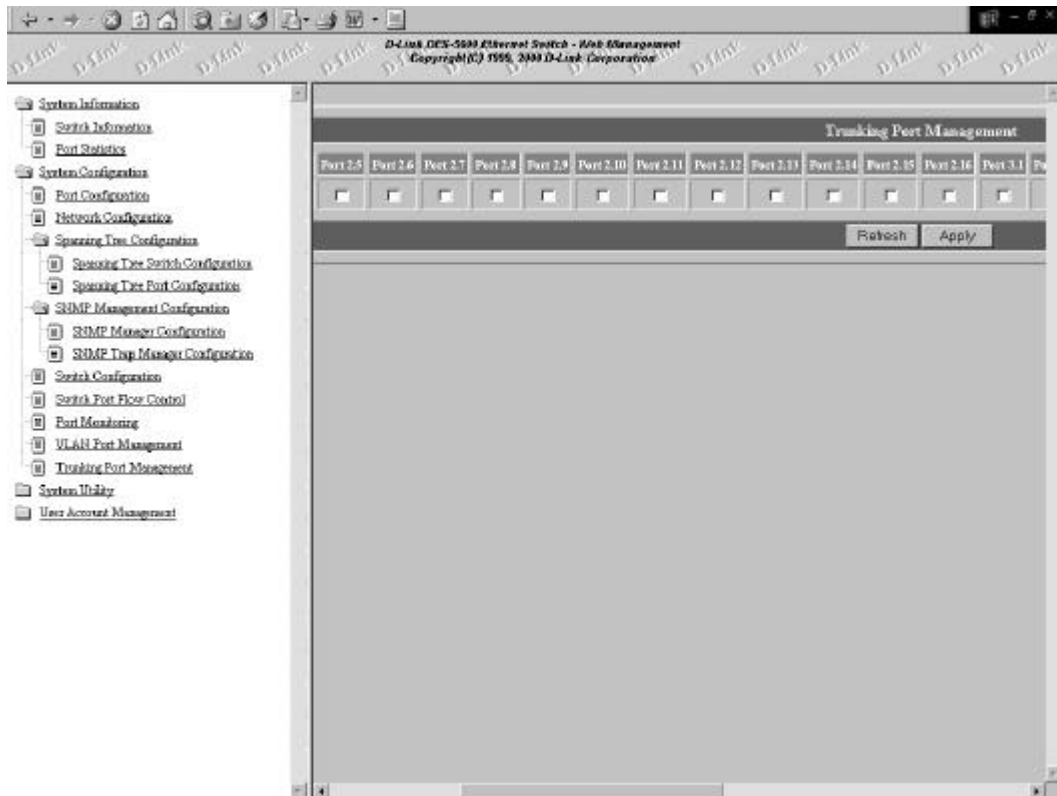 D-Link DES-5600 Ethernet Switch - Web Management
Copyright(C) 1999, 2000 D-Link Corporation
System Information
Switch Information
Port Statistics
System Configuration
Port Configuration
Network Configuration
Spanning Tree Configuration
Spanning Tree Switch Configuration
Spanning Tree Port Configuration
SNMP Management Configuration
SNMP Manager Configuration
SNMP Trap Manager Configuration
Switch Configuration
Switch Port Flow Control
Port Monitoring
VLAN Port Management
Trunking Port Management
System Utility
User Account Management
Trunking Port Management
Port 2.5 Port 2.6 Port 2.7 Port 2.8 Port 2.9 Port 2.10 Port 2.11 Port 2.12 Port 2.13 Port 2.14 Port 2.15 Port 2.16 Port 3.1
Refresh Apply